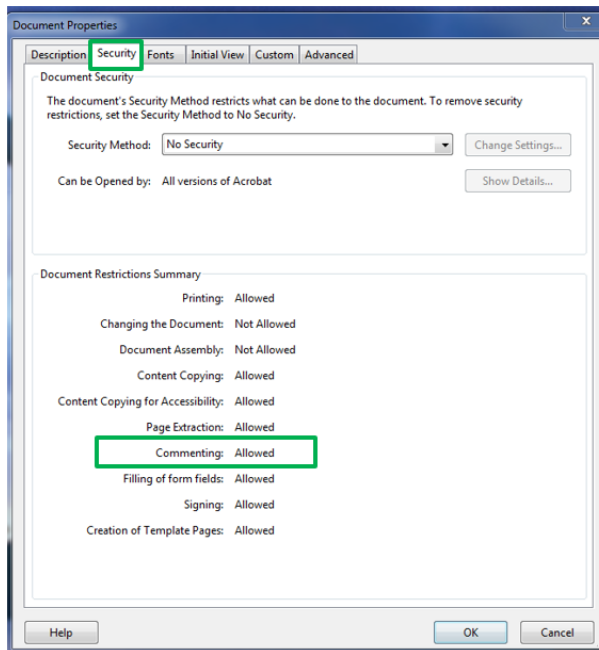 Document Properties
x
Description Security Fonts Initial View Custom Advanced
Document Security
The document's Security Method restricts what can be done to the document. To remove security
restrictions, set the Security Method to No Security.
Security Method: No Security Change Settings...
Can be Opened by: All versions of Acrobat Show Details...
Document Restrictions Summary
Printing: Allowed
Changing the Document: Not Allowed
Document Assembly: Not Allowed
Content Copying: Allowed
Content Copying for Accessibility: Allowed
Page Extraction: Allowed
Commenting: Allowed
Filling of form fields: Allowed
Signing: Allowed
Creation of Template Pages: Allowed
Help OK Cancel